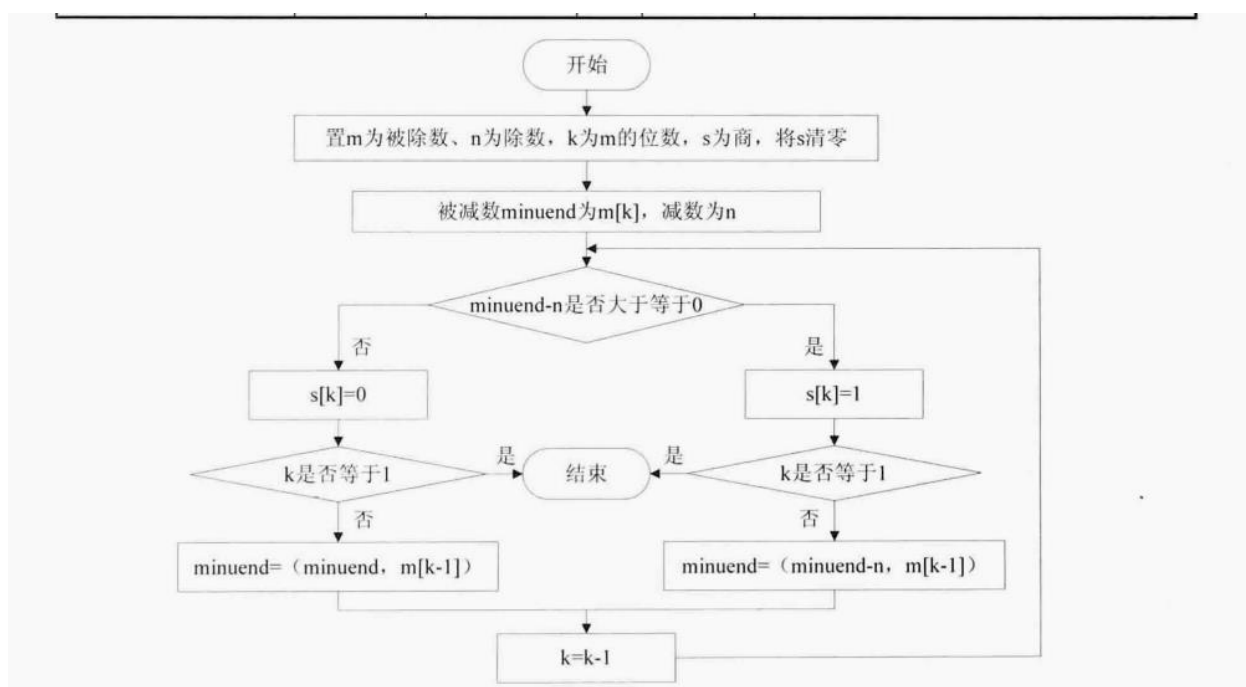 开始
置m为被除数、n为除数，k为m的位数，s为商，将s清零
被减数minuend为m[k]，减数为n
minuend-n是否大于等于0
否
是
s[k]=0
s[k]=1
k是否等于1
是
结束
是
k是否等于1
否
否
minuend=（minuend，m[k-1]）
minuend=（minuend-n，m[k-1]）
k=k-1